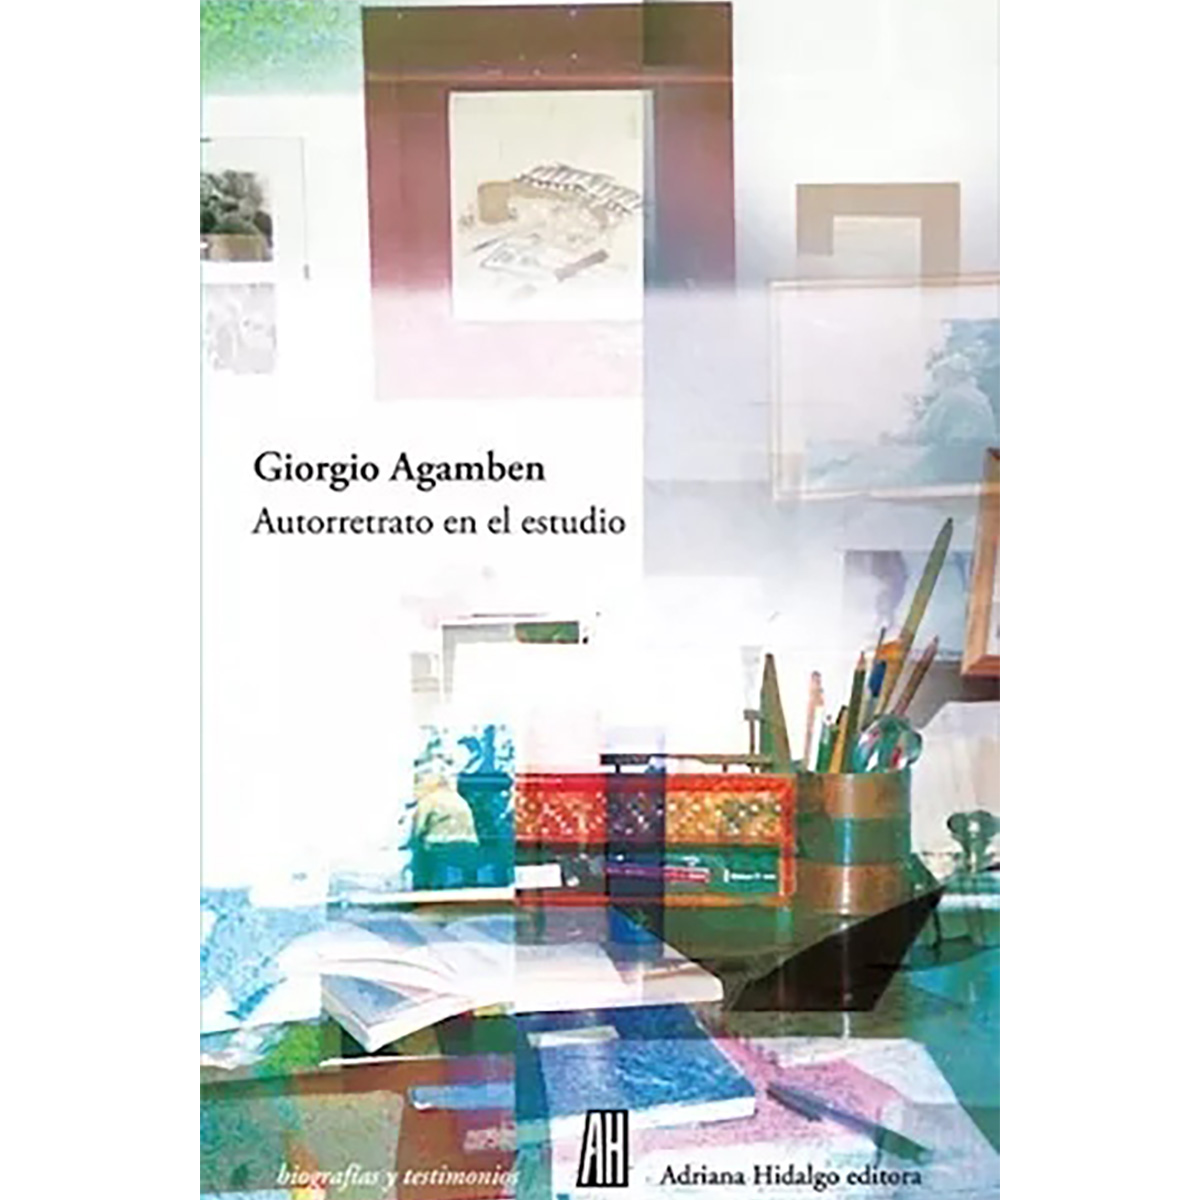 Giorgio Agamben
Autorretrato en el estudio
biografías y testimonios
AH
Adriana Hidalgo editora